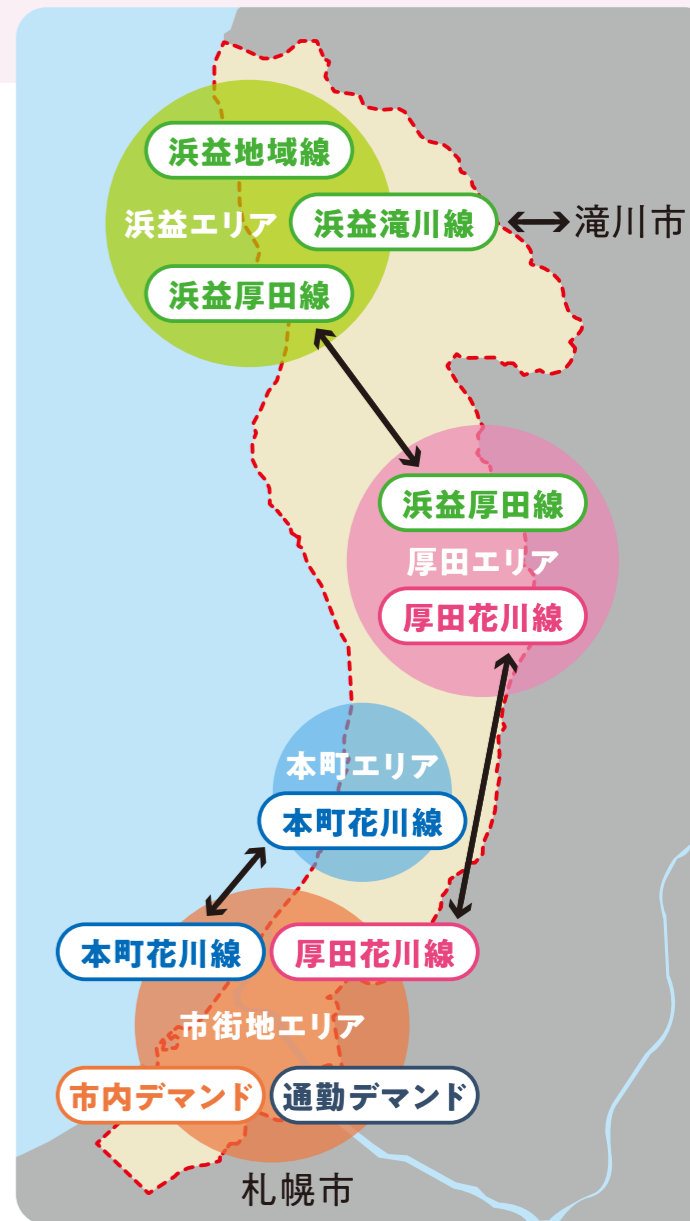 浜益地域線
浜益エリア
浜益滝川線
滝川市
浜益厚田線
浜益厚田線
厚田エリア
厚田花川線
本町エリア
本町花川線
本町花川線
厚田花川線
市街地エリア
市内デマンド
通勤デマンド
札幌市